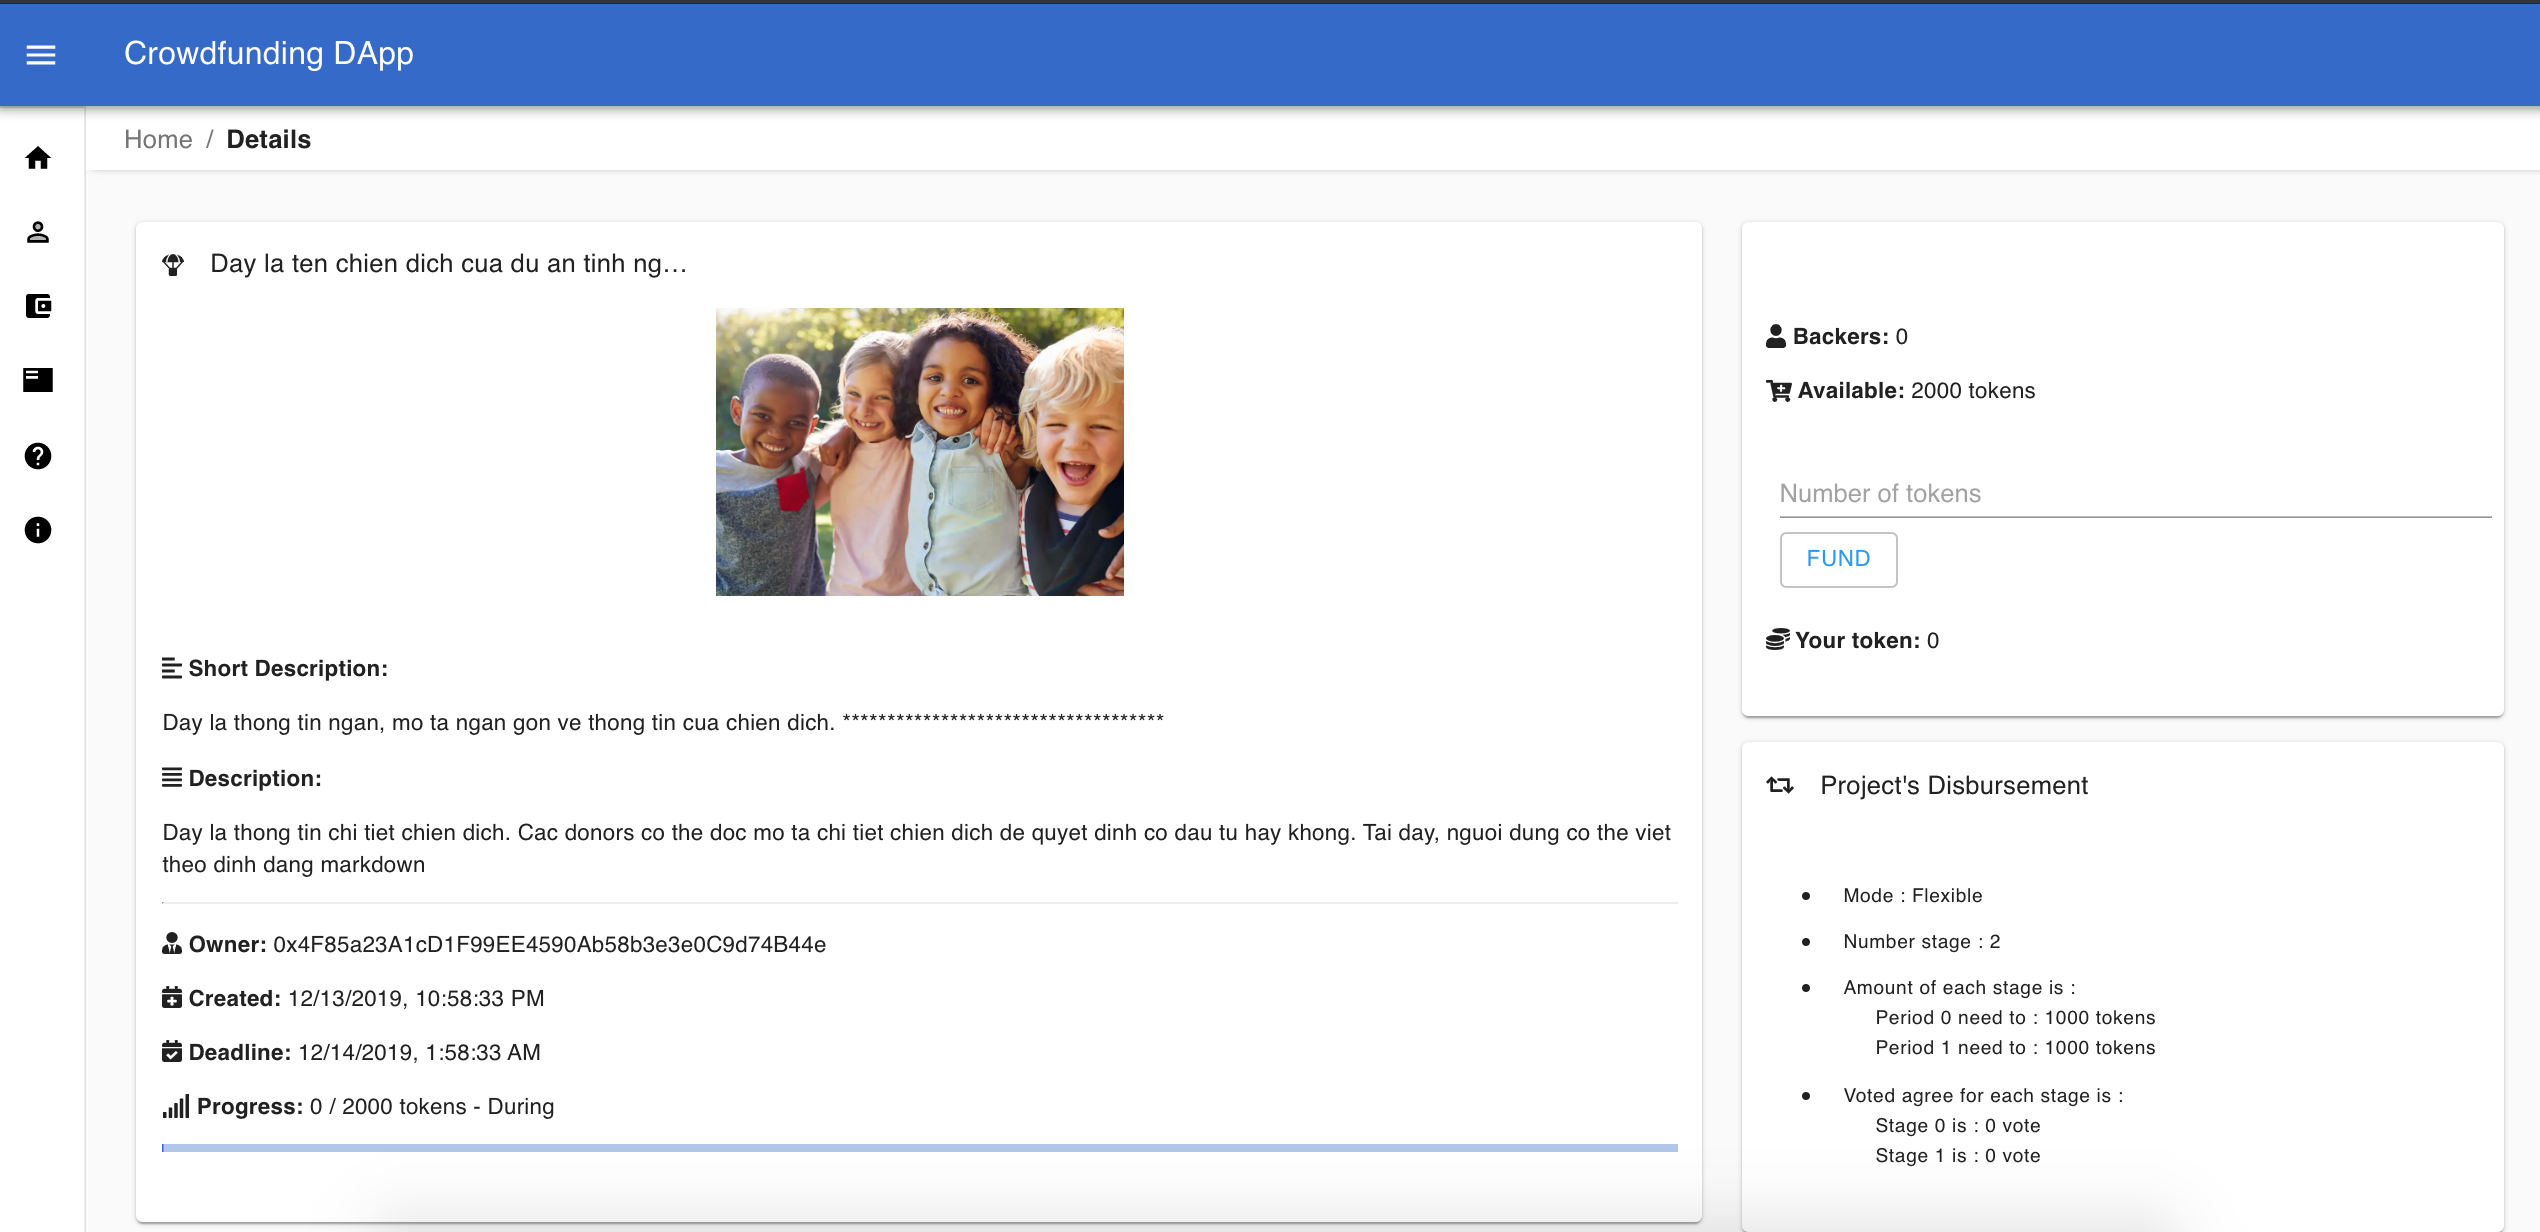 Crowdfunding DApp
Home / Details
Day la ten chien dich cua du an tinh ng...
Short Description:
Day la thong tin ngan, mo ta ngan gon ve thong tin cua chien dich. ************************************
Description:
Day la thong tin chi tiet chien dich. Cac donors co the doc mo ta chi tiet chien dich de quyet dinh co dau tu hay khong. Tai day, nguoi dung co the viet
theo dinh dang markdown
Owner: 0x4F85a23A1cD1F99EE4590Ab58b3e3e0C9d74B44e
Created: 12/13/2019, 10:58:33 PM
Deadline: 12/14/2019, 1:58:33 AM
Progress: 0 / 2000 tokens - During
Backers: 0
Available: 2000 tokens
Number of tokens
FUND
Your token: 0
Project's Disbursement
Mode : Flexible
Number stage : 2
Amount of each stage is :
Period 0 need to : 1000 tokens
Period 1 need to : 1000 tokens
Voted agree for each stage is :
Stage 0 is : 0 vote
Stage 1 is : 0 vote